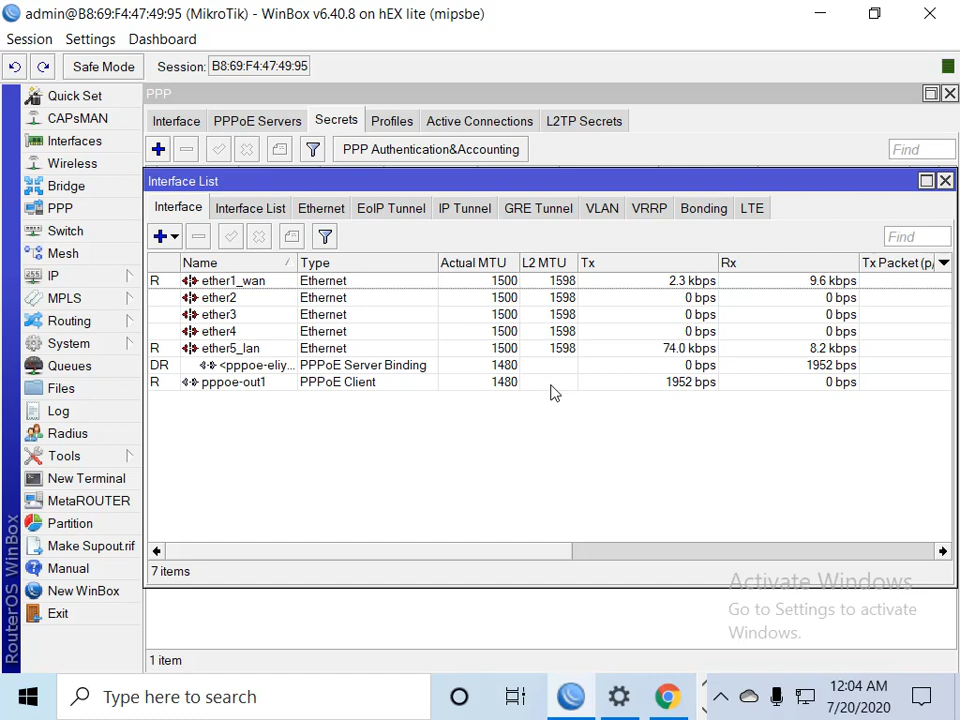 admin@B8:69:F4:47:49:95 (MikroTik) - WinBox v6.40.8 on hEX lite (mipsbe)
Session Settings Dashboard
Safe Mode Session: B8:69:F4:47:49:95
Quick Set
CAPsMAN
Interfaces
Wireless
Bridge
PPP
Switch
Mesh
IP
MPLS
Routing
System
Queues
Files
Log
Radius
Tools
New Terminal
MetaROUTER
Partition
Make Supout.rif
Manual
New WinBox
Exit
RouterOS WinBox
PPP
Interface PPPoE Servers Secrets Profiles Active Connections L2TP Secrets
PPP Authentication&Accounting Find
Interface List
Interface Interface List Ethernet EoIP Tunnel IP Tunnel GRE Tunnel VLAN VRRP Bonding LTE
Find
Name Type Actual MTU L2 MTU Tx Rx Tx Packet (p/
R ether1_wan Ethernet 1500 1598 2.3 kbps 9.6 kbps
ether2 Ethernet 1500 1598 0 bps 0 bps
ether3 Ethernet 1500 1598 0 bps 0 bps
ether4 Ethernet 1500 1598 0 bps 0 bps
R ether5_lan Ethernet 1500 1598 74.0 kbps 8.2 kbps
DR <pppoe-eliy... PPPoE Server Binding 1480 0 bps 1952 bps
R pppoe-out1 PPPoE Client 1480 1952 bps 0 bps
7 items
1 item
Activate Windows
Go to Settings to activate
Windows.
Type here to search
12:04 AM
7/20/2020